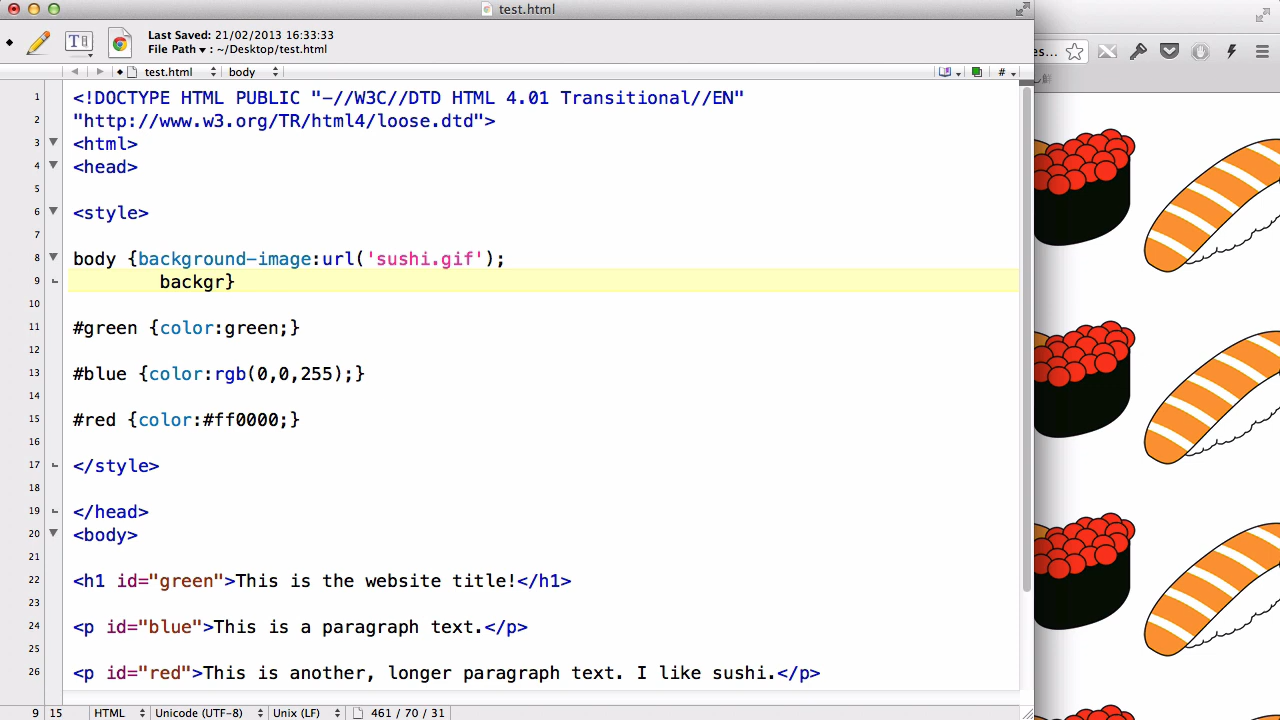 test.html
Last Saved: 21/02/2013 16:33:33
File Path ▾ : ~/Desktop/test.html
test.html body #
es...
1 <!DOCTYPE HTML PUBLIC "-//W3C//DTD HTML 4.01 Transitional//EN"
2 "http://www.w3.org/TR/html4/loose.dtd">
3 <html>
4 <head>
5
6 <style>
7
8 body {background-image:url('sushi.gif');
9 backgr}
10
11 #green {color:green;}
12
13 #blue {color:rgb(0,0,255);}
14
15 #red {color:#ff0000;}
16
17 </style>
18
19 </head>
20 <body>
21
22 <h1 id="green">This is the website title!</h1>
23
24 <p id="blue">This is a paragraph text.</p>
25
26 <p id="red">This is another, longer paragraph text. I like sushi.</p>
9 15 HTML Unicode (UTF-8) Unix (LF) 461 / 70 / 31